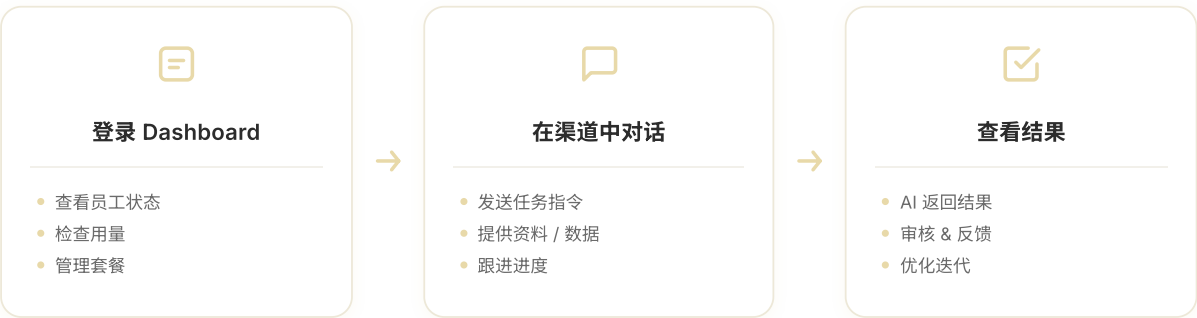 登录 Dashboard
查看员工状态
检查用量
管理套餐
在渠道中对话
发送任务指令
提供资料 / 数据
跟进进度
查看结果
AI 返回结果
审核 & 反馈
优化迭代